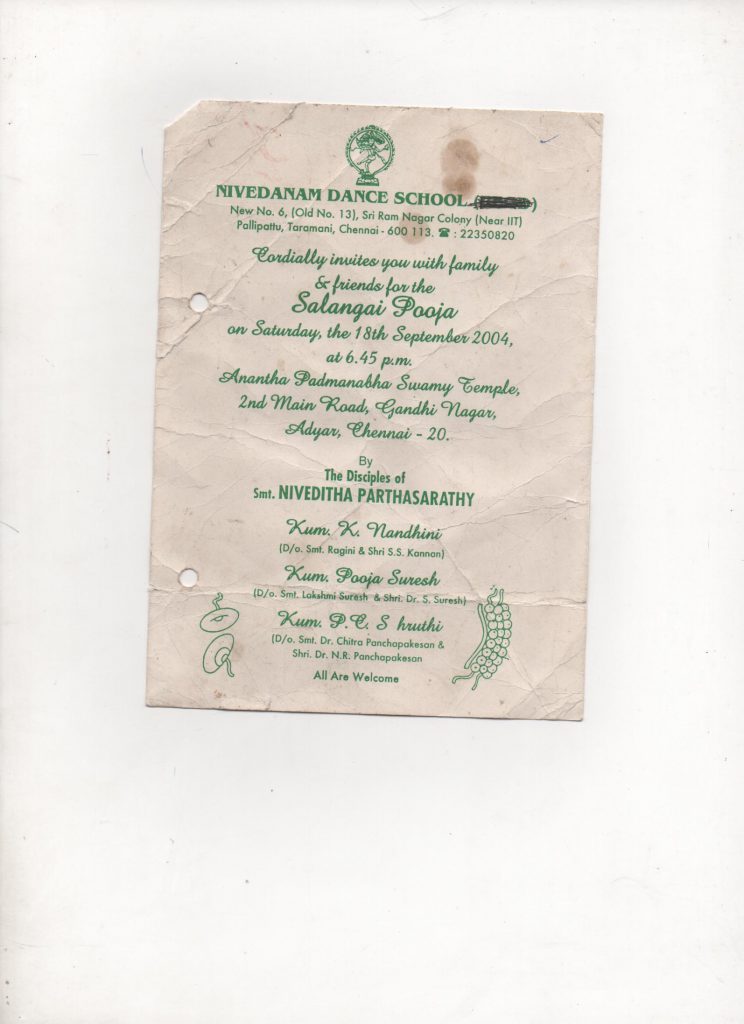 NIVEDANAM DANCE SCHOOL
New No. 6, (Old No. 13), Sri Ram Nagar Colony (Near IIT)
Pallipattu, Taramani, Chennai - 600 113. ☎ : 22350820
Cordially invites you with family
& friends for the
Salangai Pooja
on Saturday, the 18th September 2004,
at 6.45 p.m.
Anantha Padmanabha Swamy Temple,
2nd Main Road, Gandhi Nagar,
Adyar, Chennai - 20.
By
The Disciples of
Smt. NIVEDITHA PARTHASARATHY
Kum. K. Nandhini
(D/o. Smt. Ragini & Shri S.S. Kannan)
Kum. Pooja Suresh
(D/o. Smt. Lakshmi Suresh & Shri. Dr. S. Suresh)
Kum. P.C. S hruthi
(D/o. Smt. Dr. Chitra Panchapakesan &
Shri. Dr. N.R. Panchapakesan
All Are Welcome